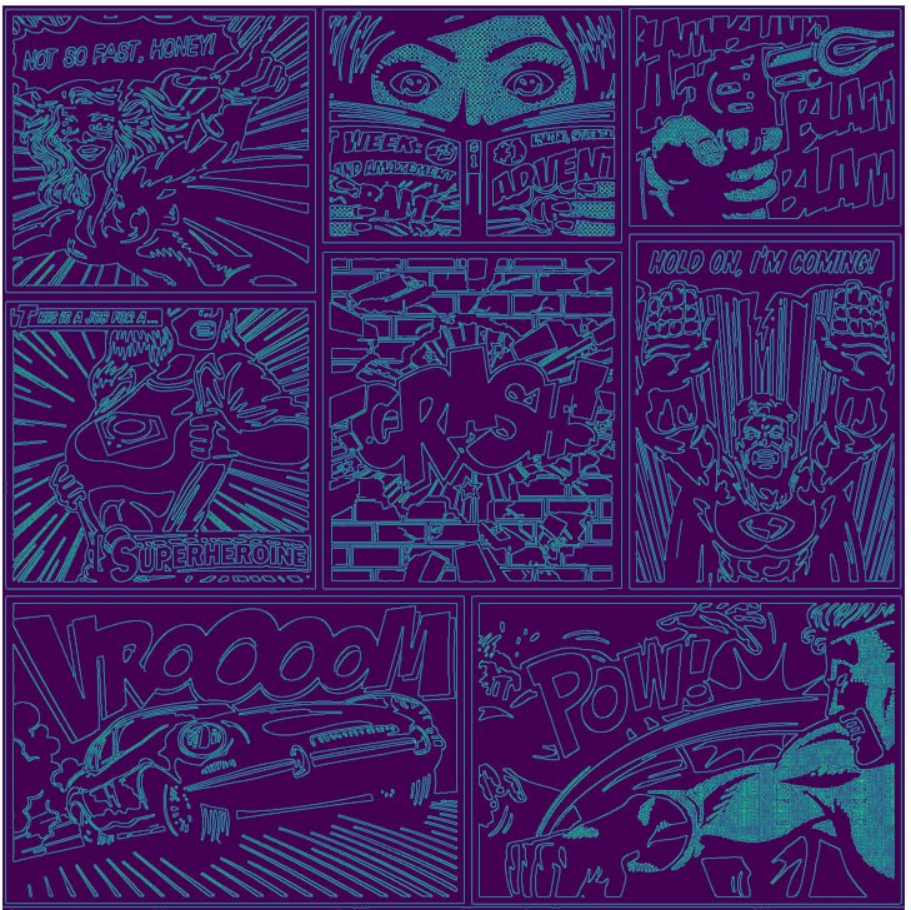 NOT SO FAST, HONEY!
WEEK:
AND AMAZEMENT
#1
ADVENT
BLAM
BLAM
THIS IS A JOB FOR A...
SUPERHEROINE
CRASH
HOLD ON, I'M COMING!
VROOOOM
POW!